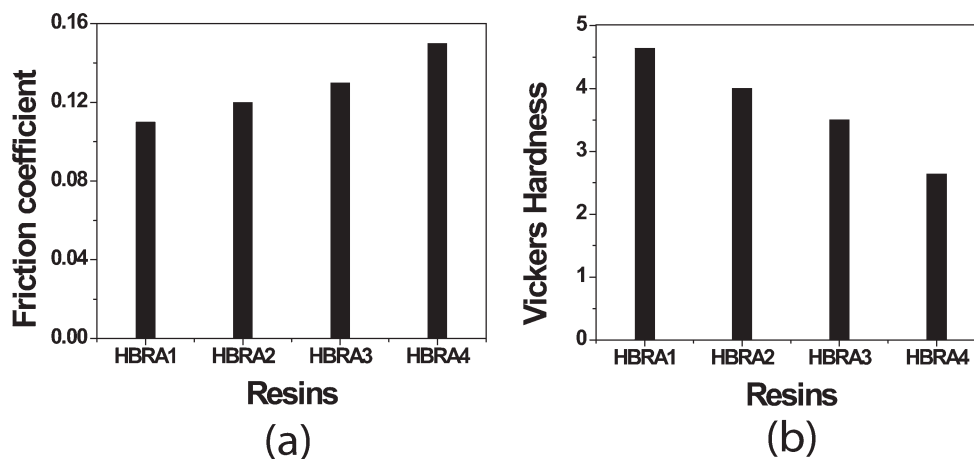 Friction coefficient
0.16
0.12
0.08
0.04
0.00
HBRA1 HBRA2 HBRA3 HBRA4
Resins
(a)
Vickers Hardness
5
4
3
2
1
0
HBRA1 HBRA2 HBRA3 HBRA4
Resins
(b)